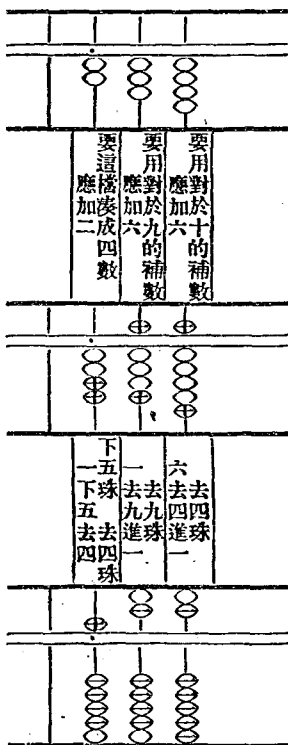 要用對於十的補數
應加六
要用對於九的補數
應加六
要這檔湊成四數
應加二
去四珠
六去四進一
去九珠
一去九進一
下五珠　去四珠
一下五去四